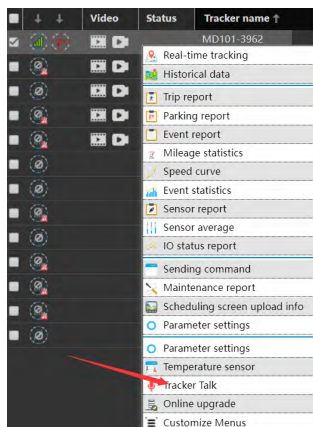 Video Status Tracker name
MD101-3962
Real-time tracking
Historical data
Trip report
Parking report
Event report
Mileage statistics
Speed curve
Event statistics
Sensor report
Sensor average
IO status report
Sending command
Maintenance report
Scheduling screen upload info
Parameter settings
Parameter settings
Temperature sensor
Tracker Talk
Online upgrade
Customize Menus